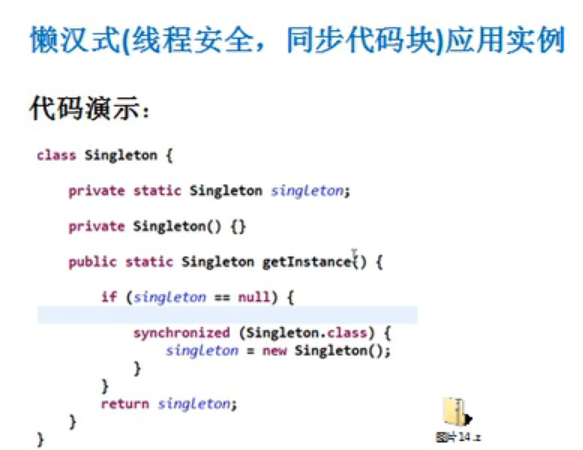 懒汉式(线程安全，同步代码块)应用实例
代码演示：
class Singleton {
private static Singleton singleton;
private Singleton() {}
public static Singleton getInstance() {
if (singleton == null) {
synchronized (Singleton.class) {
singleton = new Singleton();
}
}
return singleton;
}
}
图片14.z